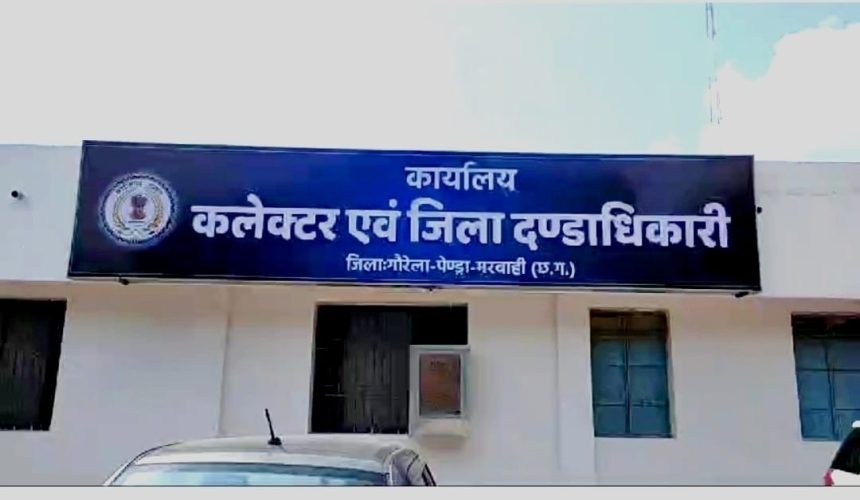 कार्यालय
कलेक्टर एवं जिला दण्डाधिकारी
जिला:गौरेला-पेण्ड्रा-मरवाही (छ.ग.)